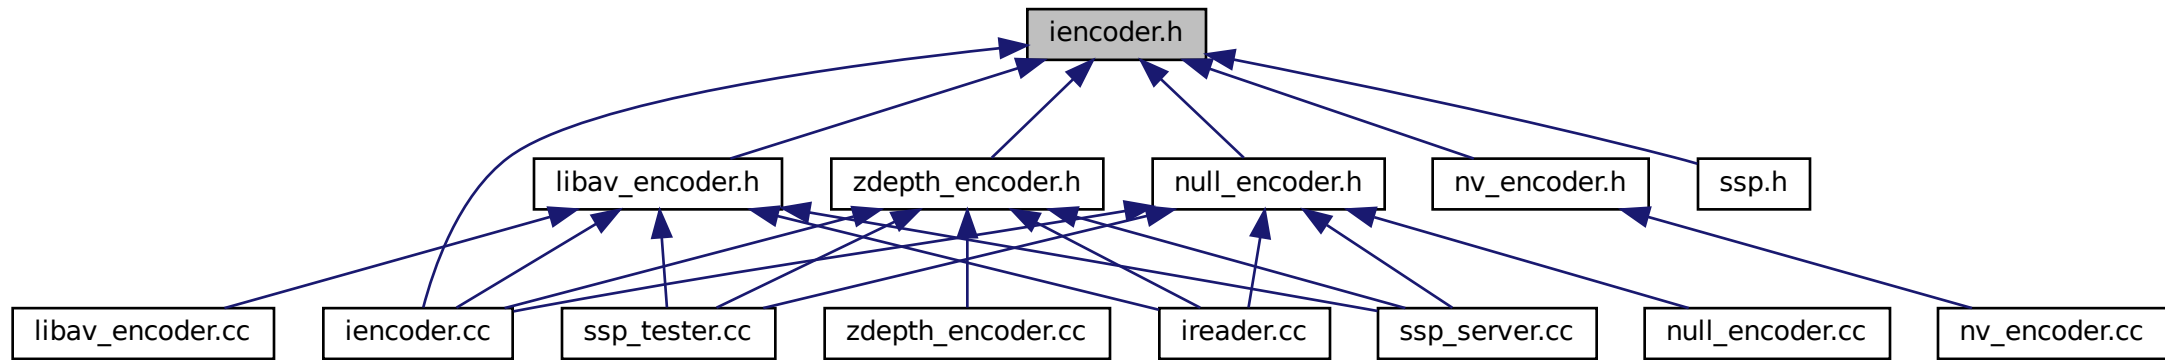 iencoder.h
libav_encoder.h
zdepth_encoder.h
null_encoder.h
nv_encoder.h
ssp.h
libav_encoder.cc
iencoder.cc
ssp_tester.cc
zdepth_encoder.cc
ireader.cc
ssp_server.cc
null_encoder.cc
nv_encoder.cc